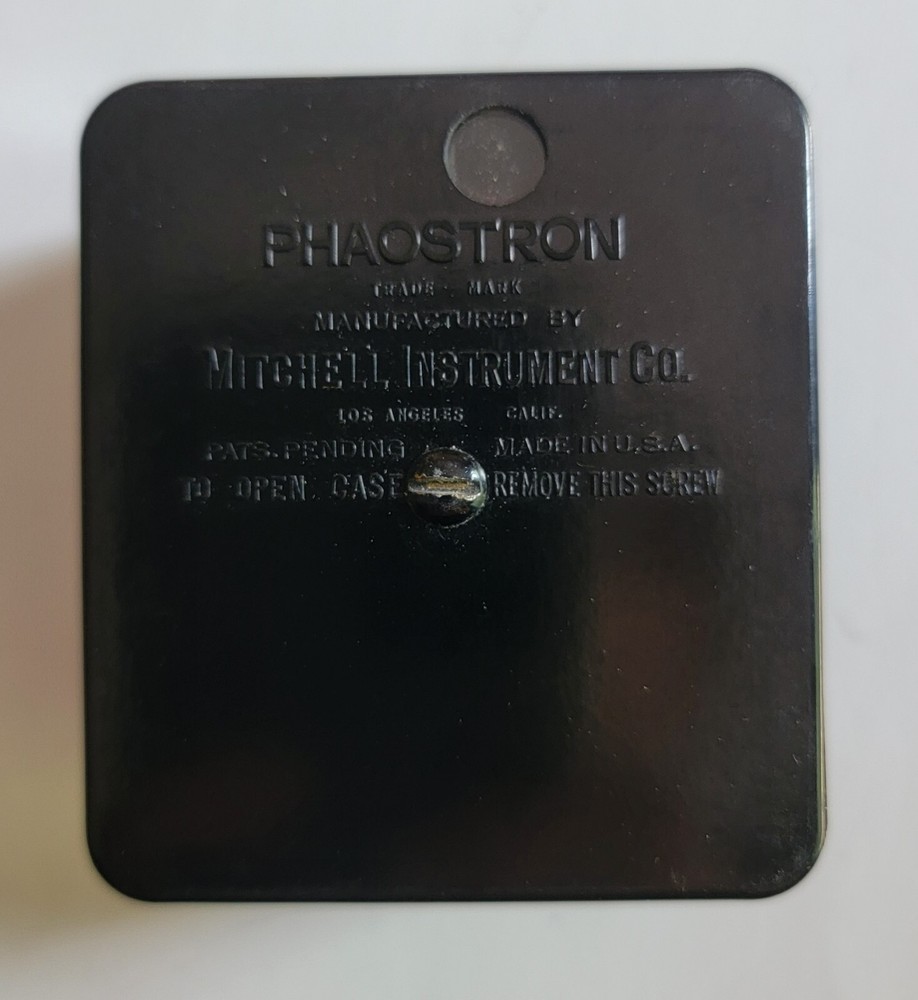 PHAOSTRON
TRADE MARK
MANUFACTURED BY
MITCHELL INSTRUMENT CO.
LOS ANGELES CALIF.
PATS. PENDING MADE IN U.S.A.
TO OPEN CASE REMOVE THIS SCREW